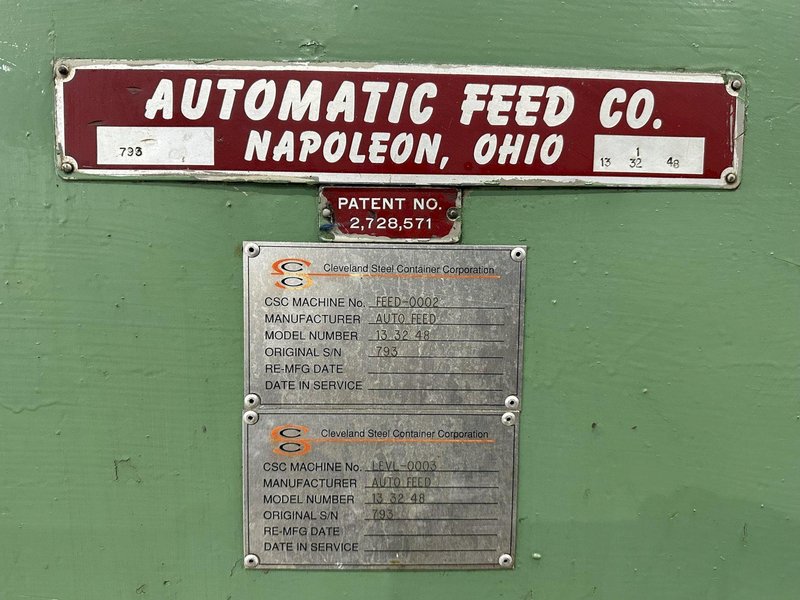 AUTOMATIC FEED CO.
793
NAPOLEON, OHIO
1
13 32 48
PATENT NO.
2,728,571
CSC
Cleveland Steel Container Corporation
CSC MACHINE No. FEED-0002
MANUFACTURER AUTO FEED
MODEL NUMBER 13 32 48
ORIGINAL S/N 793
RE-MFG DATE
DATE IN SERVICE
CSC
Cleveland Steel Container Corporation
CSC MACHINE No. LEVL-0003
MANUFACTURER AUTO FEED
MODEL NUMBER 13 32 48
ORIGINAL S/N 793
RE-MFG DATE
DATE IN SERVICE